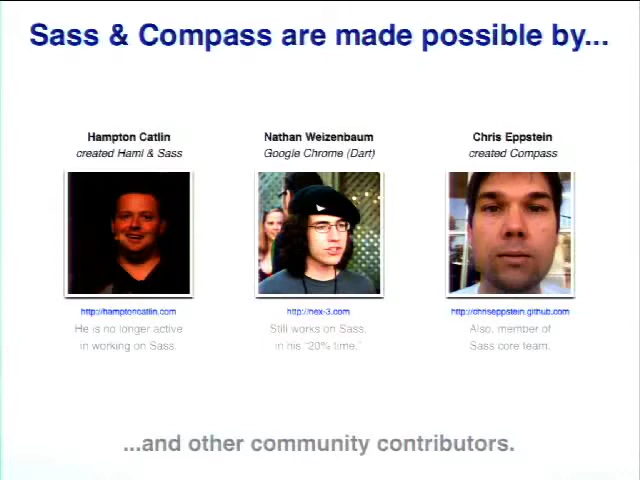 Sass & Compass are made possible by...
Hampton Catlin
created Haml & Sass
Nathan Weizenbaum
Google Chrome (Dart)
Chris Eppstein
created Compass
http://hamptoncatlin.com
http://nex-3.com
http://chriseppstein.github.com
He is no longer active
in working on Sass.
Still works on Sass,
in his "20% time."
Also, member of
Sass core team.
...and other community contributors.